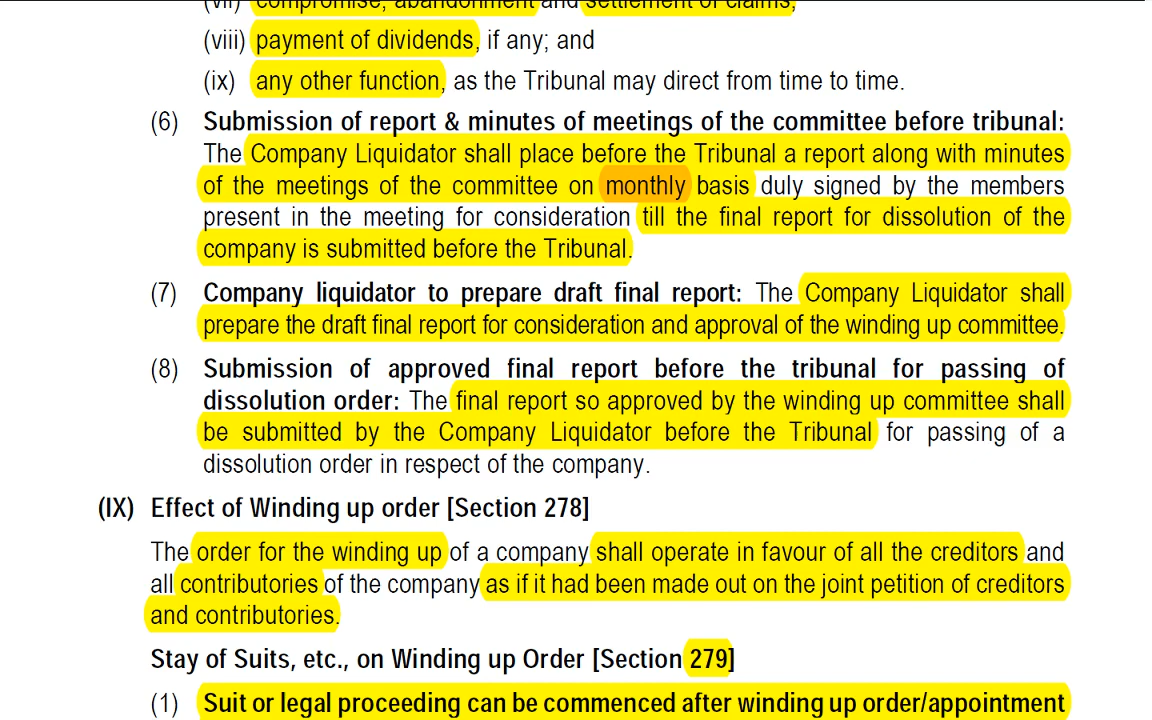 (vii) compromise, abandonment and settlement of claims;
(viii) payment of dividends, if any; and
(ix) any other function, as the Tribunal may direct from time to time.
(6) Submission of report & minutes of meetings of the committee before tribunal:
The Company Liquidator shall place before the Tribunal a report along with minutes
of the meetings of the committee on monthly basis duly signed by the members
present in the meeting for consideration till the final report for dissolution of the
company is submitted before the Tribunal.
(7) Company liquidator to prepare draft final report: The Company Liquidator shall
prepare the draft final report for consideration and approval of the winding up committee.
(8) Submission of approved final report before the tribunal for passing of
dissolution order: The final report so approved by the winding up committee shall
be submitted by the Company Liquidator before the Tribunal for passing of a
dissolution order in respect of the company.
(IX) Effect of Winding up order [Section 278]
The order for the winding up of a company shall operate in favour of all the creditors and
all contributories of the company as if it had been made out on the joint petition of creditors
and contributories.
Stay of Suits, etc., on Winding up Order [Section 279]
(1) Suit or legal proceeding can be commenced after winding up order/appointment